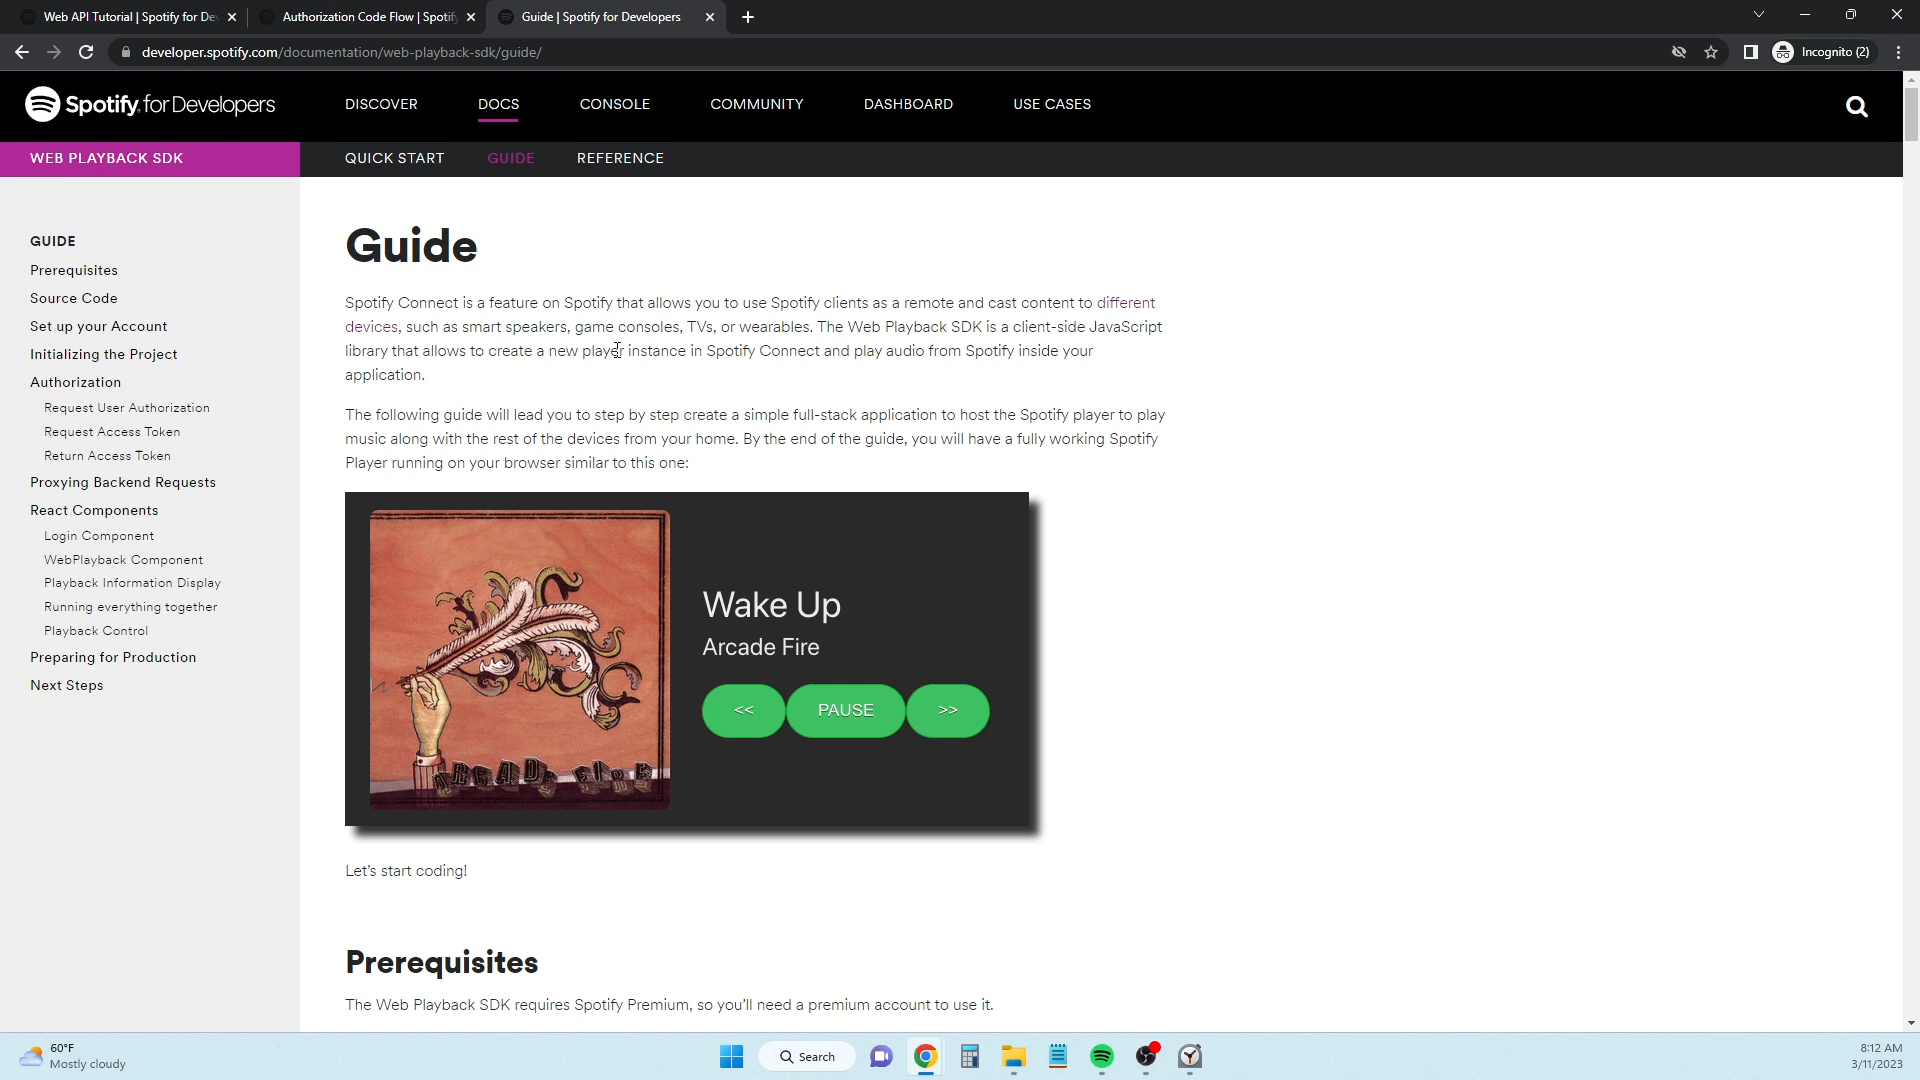 Web API Tutorial | Spotify for De
Authorization Code Flow | Spotif
Guide | Spotify for Developers
developer.spotify.com/documentation/web-playback-sdk/guide/
Incognito (2)
Spotify for Developers
DISCOVER
DOCS
CONSOLE
COMMUNITY
DASHBOARD
USE CASES
WEB PLAYBACK SDK
QUICK START
GUIDE
REFERENCE
GUIDE
Prerequisites
Source Code
Set up your Account
Initializing the Project
Authorization
Request User Authorization
Request Access Token
Return Access Token
Proxying Backend Requests
React Components
Login Component
WebPlayback Component
Playback Information Display
Running everything together
Playback Control
Preparing for Production
Next Steps
Guide
Spotify Connect is a feature on Spotify that allows you to use Spotify clients as a remote and cast content to different
devices, such as smart speakers, game consoles, TVs, or wearables. The Web Playback SDK is a client-side JavaScript
library that allows to create a new player instance in Spotify Connect and play audio from Spotify inside your
application.
The following guide will lead you to step by step create a simple full-stack application to host the Spotify player to play
music along with the rest of the devices from your home. By the end of the guide, you will have a fully working Spotify
Player running on your browser similar to this one:
ARCADE FIRE
Wake Up
Arcade Fire
<<
PAUSE
>>
Let's start coding!
Prerequisites
The Web Playback SDK requires Spotify Premium, so you'll need a premium account to use it.
60°F
Mostly cloudy
Search
8:12 AM
3/11/2023